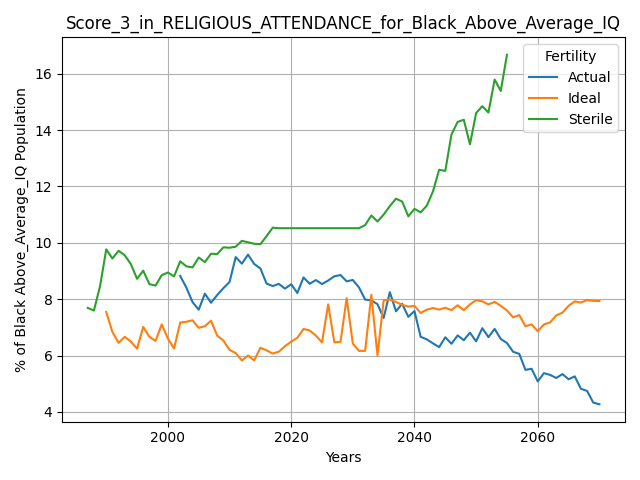 Score_3_in_RELIGIOUS_ATTENDANCE_for_Black_Above_Average_IQ
% of Black Above_Average_IQ Population
16
14
12
10
8
6
4
2000
2020
2040
2060
Years
Fertility
Actual
Ideal
Sterile